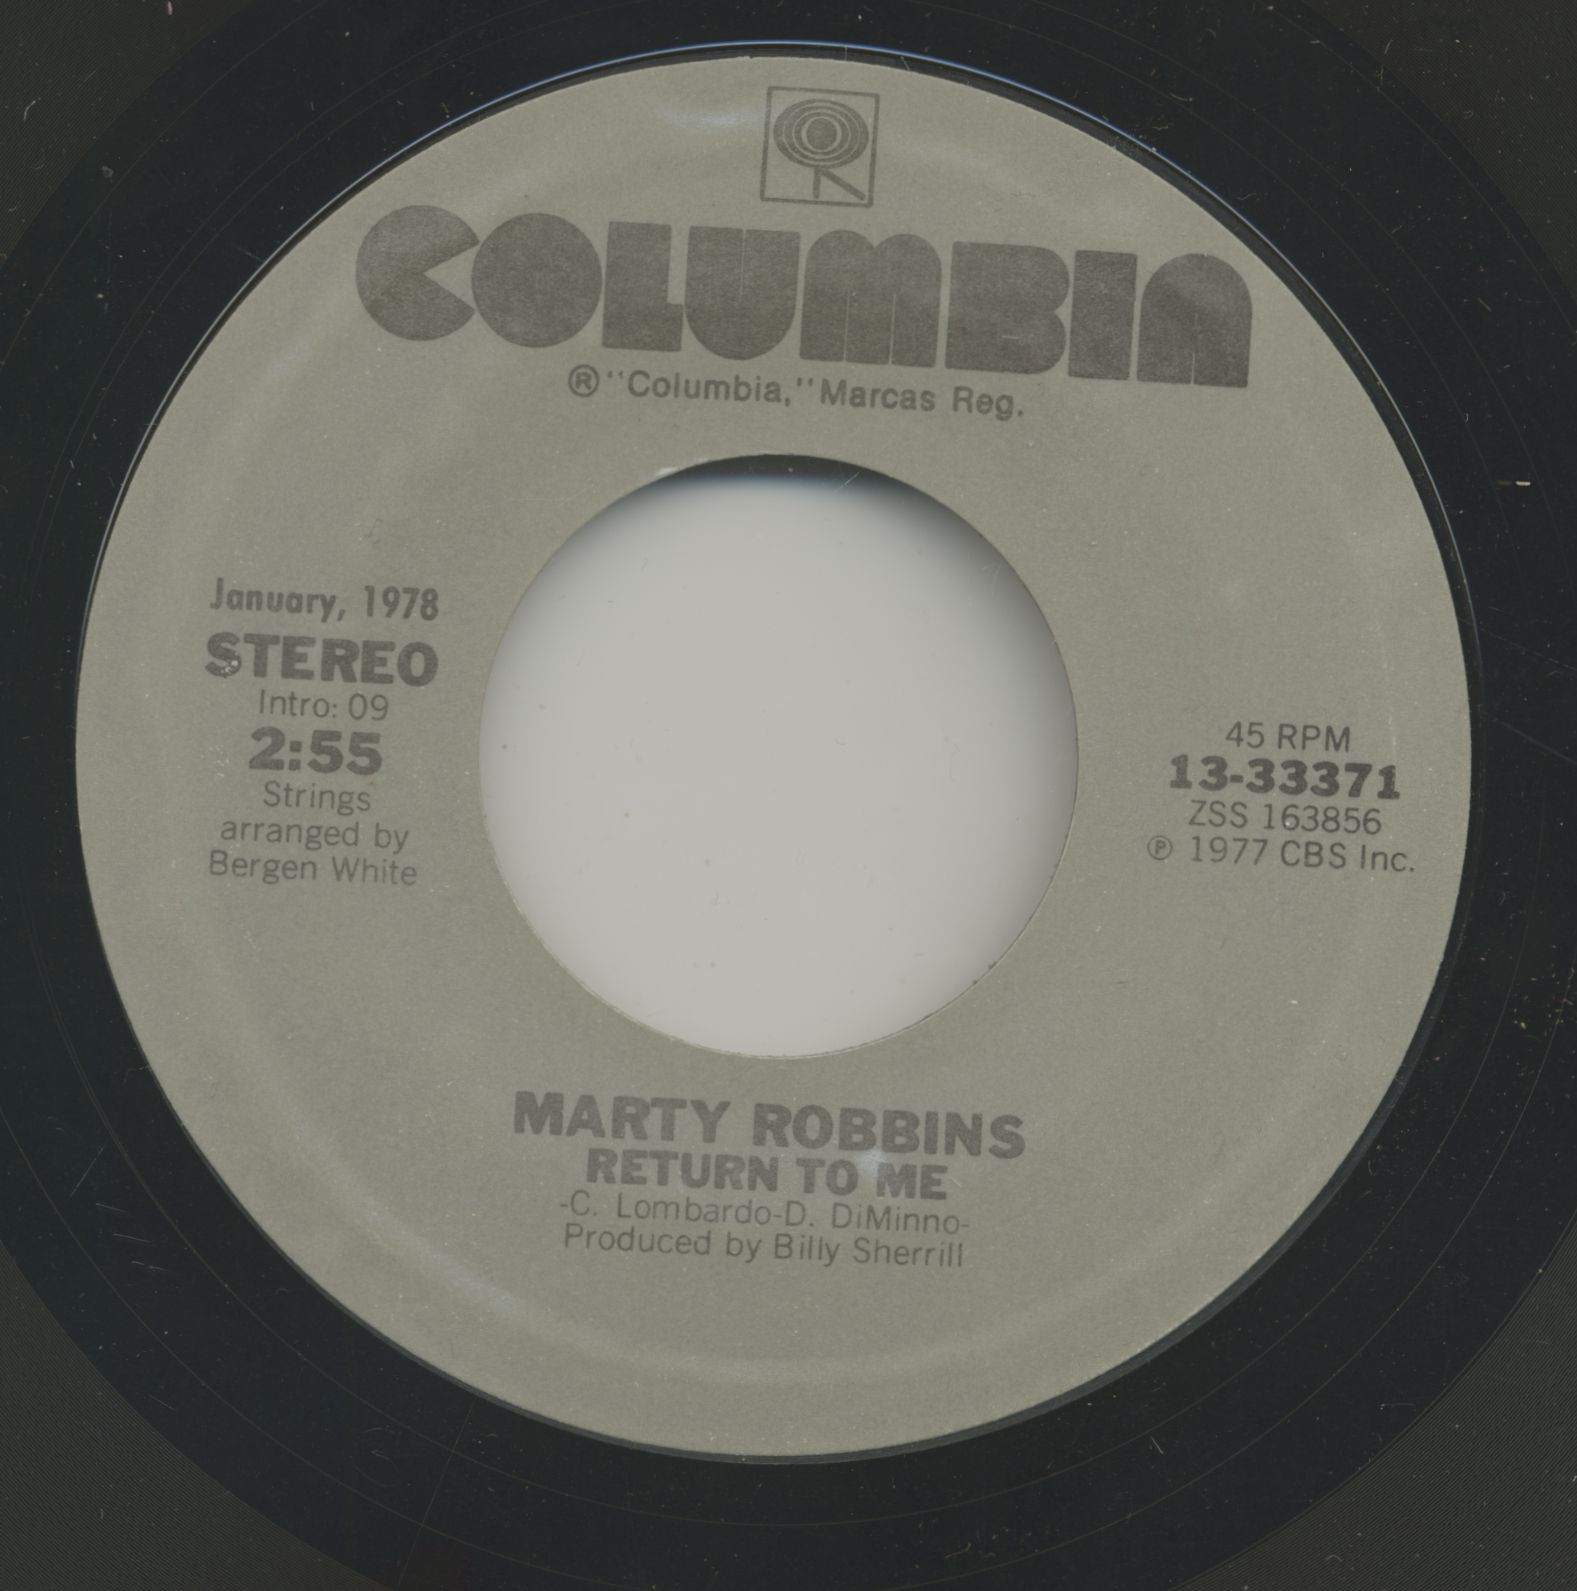 COLUMBIA
®"Columbia,"Marcas Reg.
January, 1978
STEREO
Intro: 09
2:55
Strings
arranged by
Bergen White
45 RPM
13-33371
ZSS 163856
℗ 1977 CBS Inc.
MARTY ROBBINS
RETURN TO ME
-C. Lombardo-D. DiMinno-
Produced by Billy Sherrill